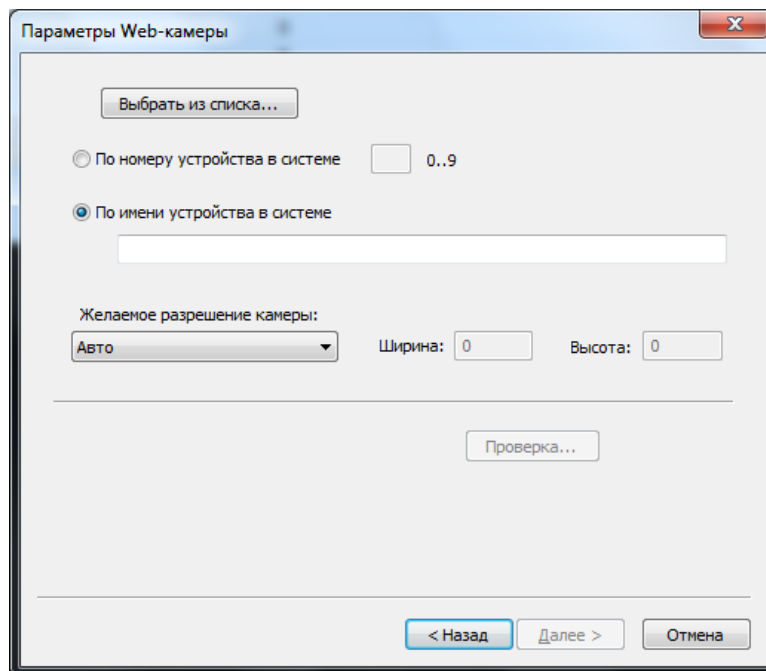 Параметры Web-камеры
Выбрать из списка...
По номеру устройства в системе 0..9
По имени устройства в системе
Желаемое разрешение камеры:
Авто Ширина: 0 Высота: 0
Проверка...
< Назад Далее > Отмена